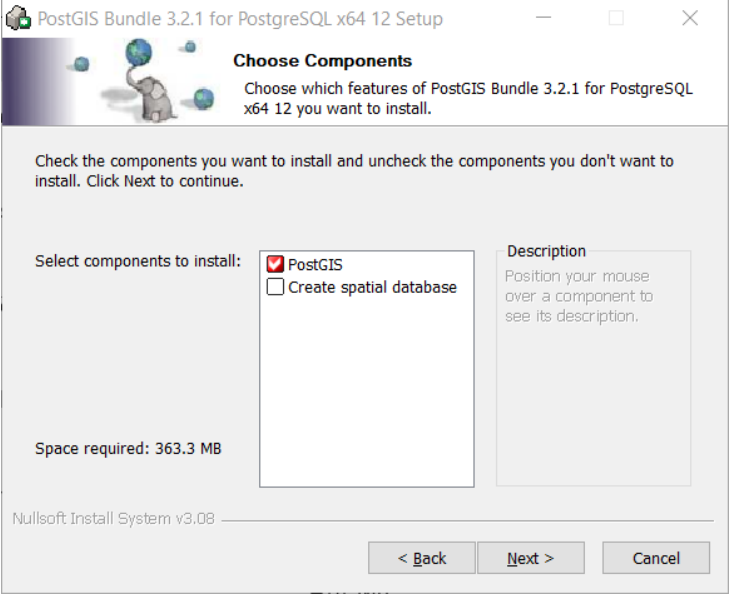 PostGIS Bundle 3.2.1 for PostgreSQL x64 12 Setup
Choose Components
Choose which features of PostGIS Bundle 3.2.1 for PostgreSQL
x64 12 you want to install.
Check the components you want to install and uncheck the components you don't want to
install. Click Next to continue.
Select components to install:
PostGIS
Create spatial database
Description
Position your mouse
over a component to
see its description.
Space required: 363.3 MB
Nullsoft Install System v3.08
< Back
Next >
Cancel